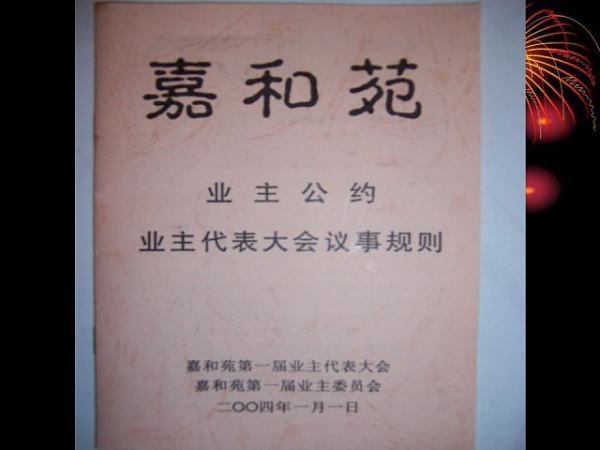 嘉和苑
业主公约
业主代表大会议事规则
嘉和苑第一届业主代表大会
嘉和苑第一届业主委员会
二〇〇四年一月一日